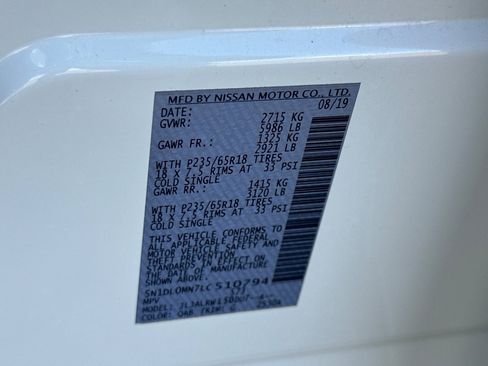 MFD BY NISSAN MOTOR CO., LTD.
DATE: 08/19
GVWR: 2715 KG
5986 LB
GAWR FR.: 1325 KG
2921 LB
WITH P235/65R18 TIRES
18 X 7.5 RIMS AT 33 PSI
COLD SINGLE
GAWR RR.: 1415 KG
3120 LB
WITH P235/65R18 TIRES
18 X 7.5 RIMS AT 33 PSI
COLD SINGLE
THIS VEHICLE CONFORMS TO
ALL APPLICABLE FEDERAL
MOTOR VEHICLE SAFETY AND
THEFT PREVENTION
STANDARDS IN EFFECT ON
THE DATE OF MANUFACTURE
SHOWN ABOVE.
5N1DL0MN7LC510794
MPV
MODEL:
COLOR: QAB TRIM: G